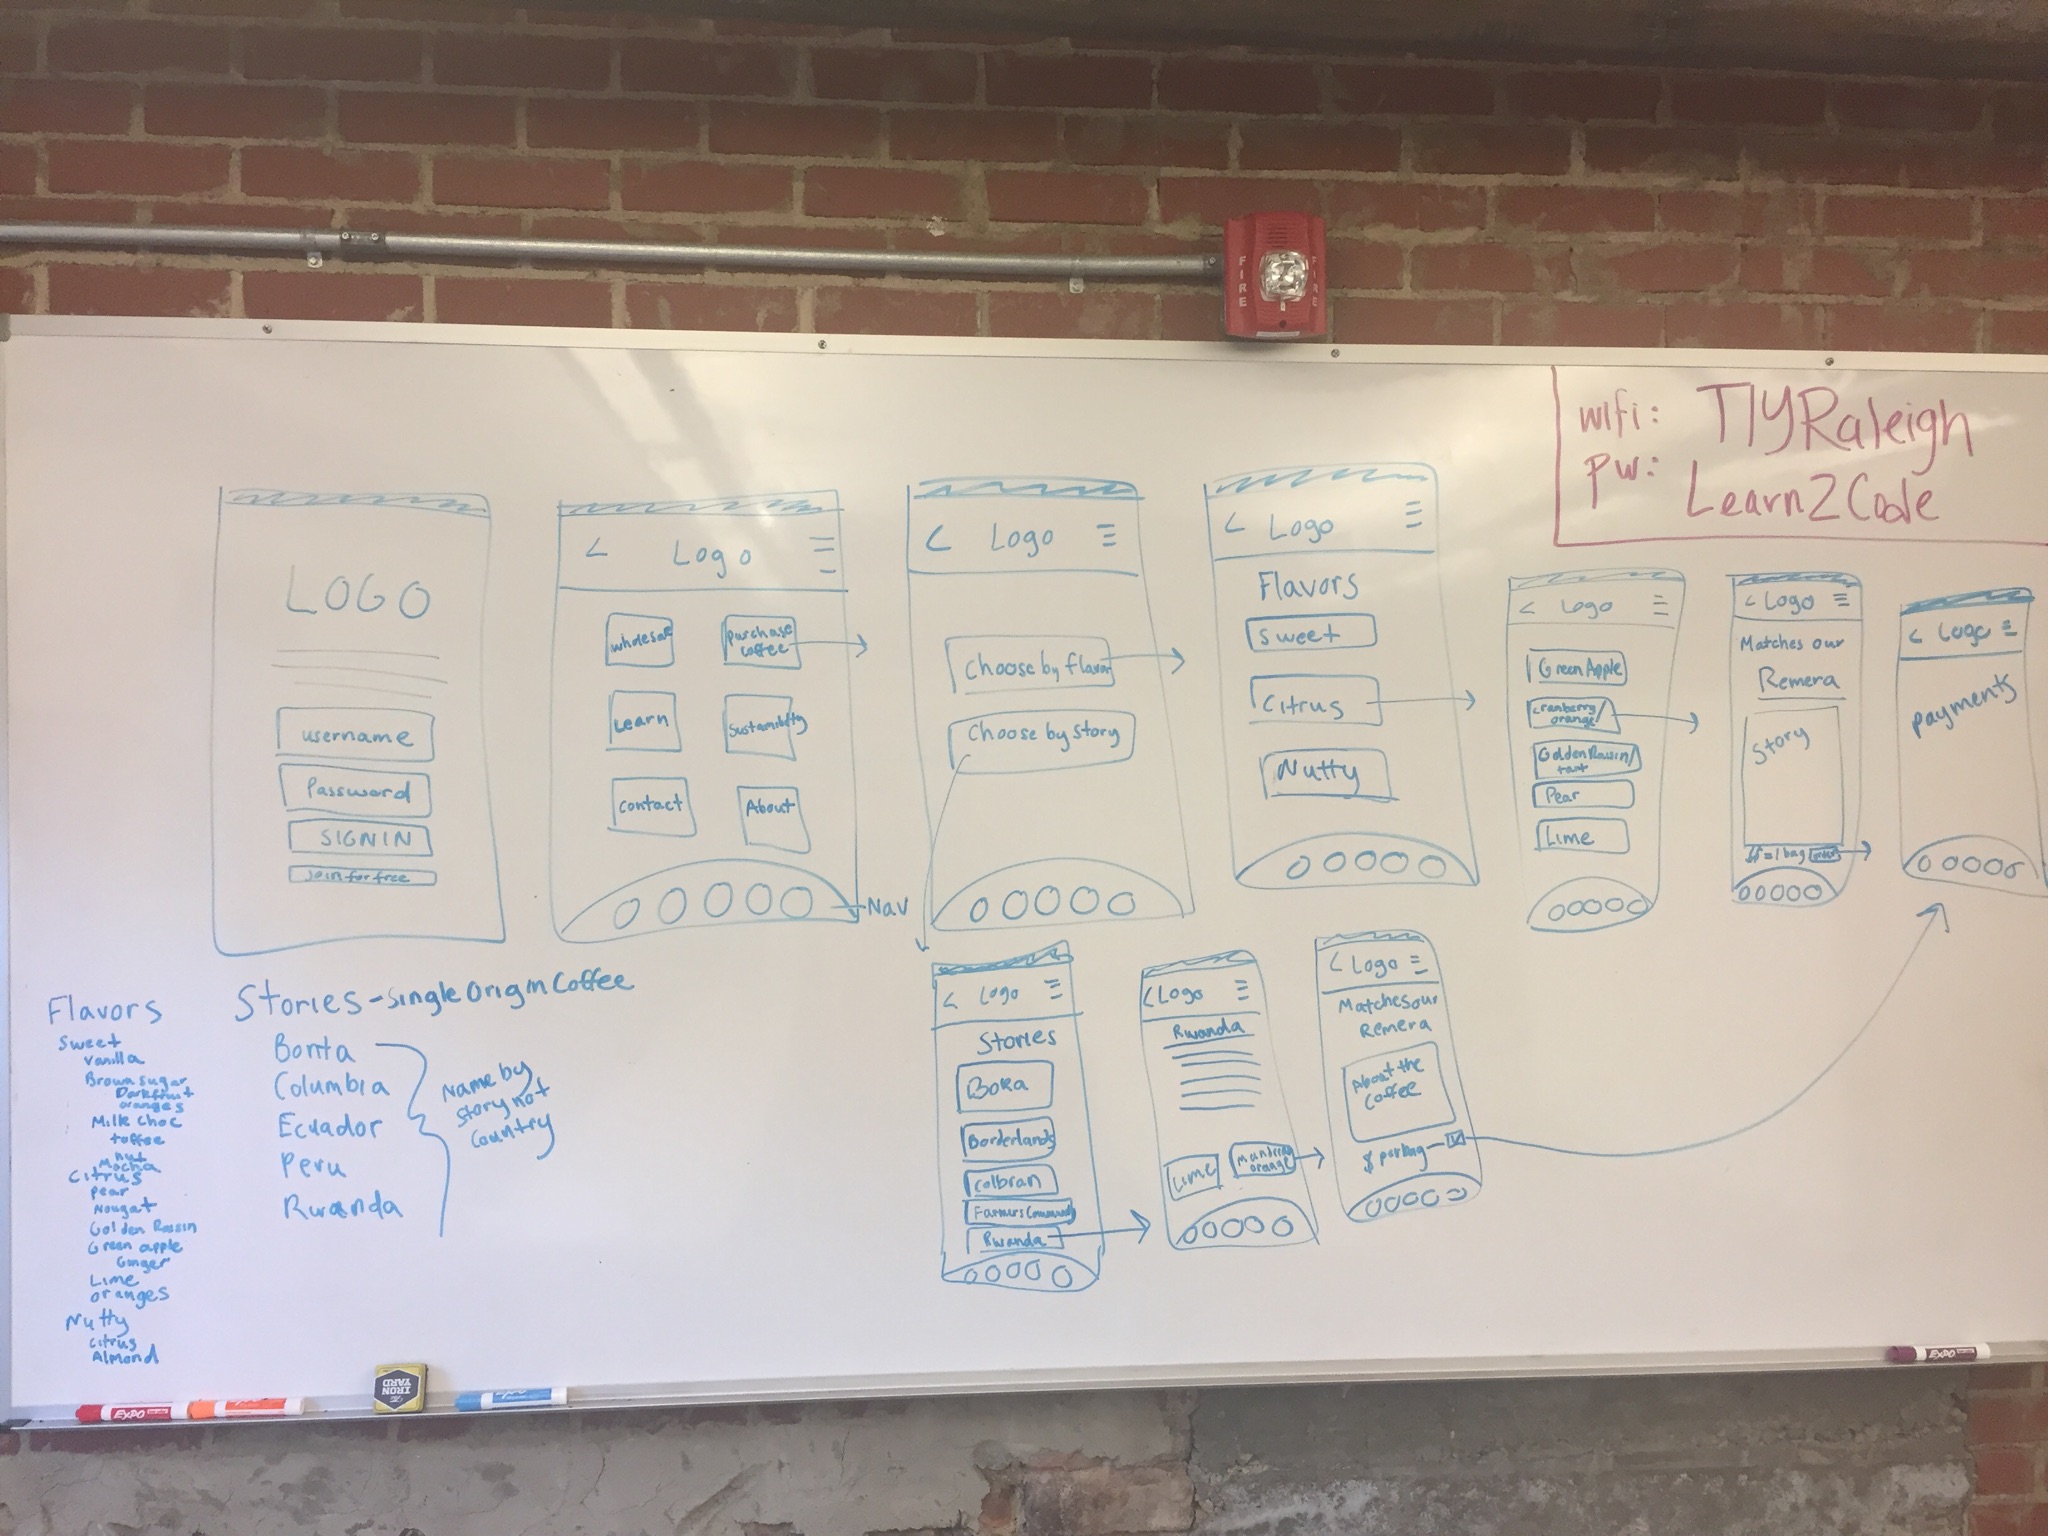 FIRE
FIRE
wifi: TIYRaleigh
pw: Learn2Code
LOGO
username
Password
SIGN IN
Join for free
< Logo
wholesale
purchase
coffee
Learn
Sustainability
contact
About
Nav
< Logo
Choose by flavor
Choose by Story
< Logo
Flavors
sweet
Citrus
Nutty
< Logo
Green Apple
Cranberry/
orange
Golden Raisin/
tart
Pear
Lime
< Logo
Matches our
Remera
Story
= 1 bag
< Logo
payments
< Logo
Stories
Bora
Borderlands
Colbran
Rwanda
< Logo
Rwanda
Lime
Mandarin
orange
< Logo
Matches our
Remera
About the
Coffee
$ per bag
Flavors
Sweet
Vanilla
Brown sugar
Dark fruit
oranges
Milk Choc
toffee
nut
Mocha
Citrus
Pear
Nougat
Golden Raisin
Green apple
Ginger
Lime
oranges
Nutty
citrus
Almond
Stories - Single Origin Coffee
Columbia
Ecuador
Peru
Rwanda
Name by
story not
country
EXPO
THE
IRON
YARD
EXPO